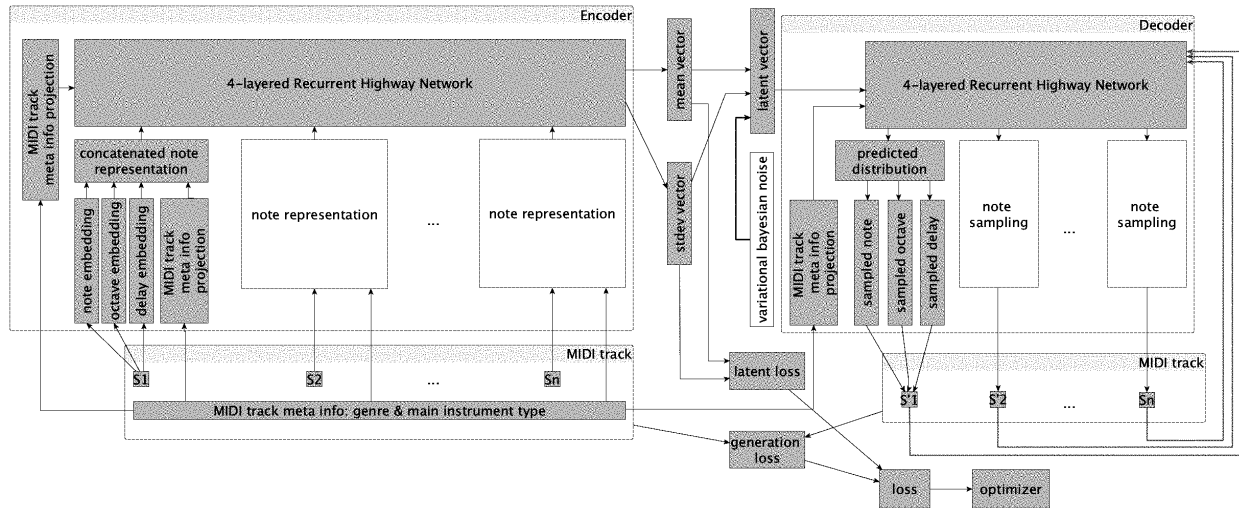 Encoder
MIDI track
meta info projection
4-layered Recurrent Highway Network
concatenated note
representation
note embedding
octave embedding
delay embedding
MIDI track
meta info
projection
note representation
...
note representation
MIDI track
S1
S2
...
Sn
MIDI track meta info: genre & main instrument type
mean vector
stdev vector
latent vector
variational bayesian noise
latent loss
generation
loss
loss
optimizer
Decoder
4-layered Recurrent Highway Network
MIDI track
meta info
projection
predicted
distribution
sampled note
sampled octave
sampled delay
note
sampling
...
note
sampling
MIDI track
S'1
S'2
...
Sn